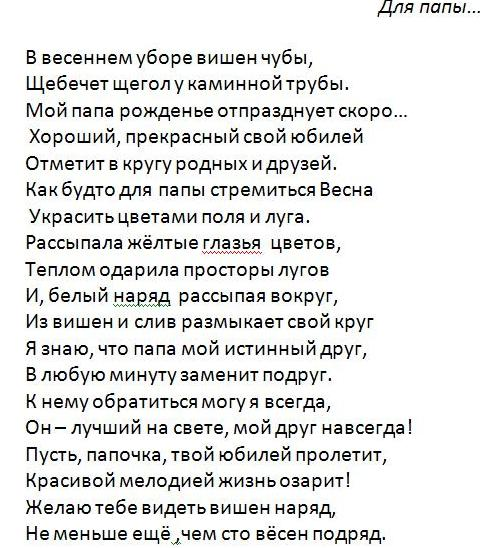 Для папы...
В весеннем уборе вишен чубы,
Щебечет щегол у каминной трубы.
Мой папа рожденье отпразднует скоро...
Хороший, прекрасный свой юбилей
Отметит в кругу родных и друзей.
Как будто для папы стремиться Весна
Украсить цветами поля и луга.
Рассыпала жёлтые глазья цветов,
Теплом одарила просторы лугов
И, белый наряд рассыпая вокруг,
Из вишен и слив размыкает свой круг
Я знаю, что папа мой истинный друг,
В любую минуту заменит подруг.
К нему обратиться могу я всегда,
Он – лучший на свете, мой друг навсегда!
Пусть, папочка, твой юбилей пролетит,
Красивой мелодией жизнь озарит!
Желаю тебе видеть вишен наряд,
Не меньше ещё ,чем сто вёсен подряд.